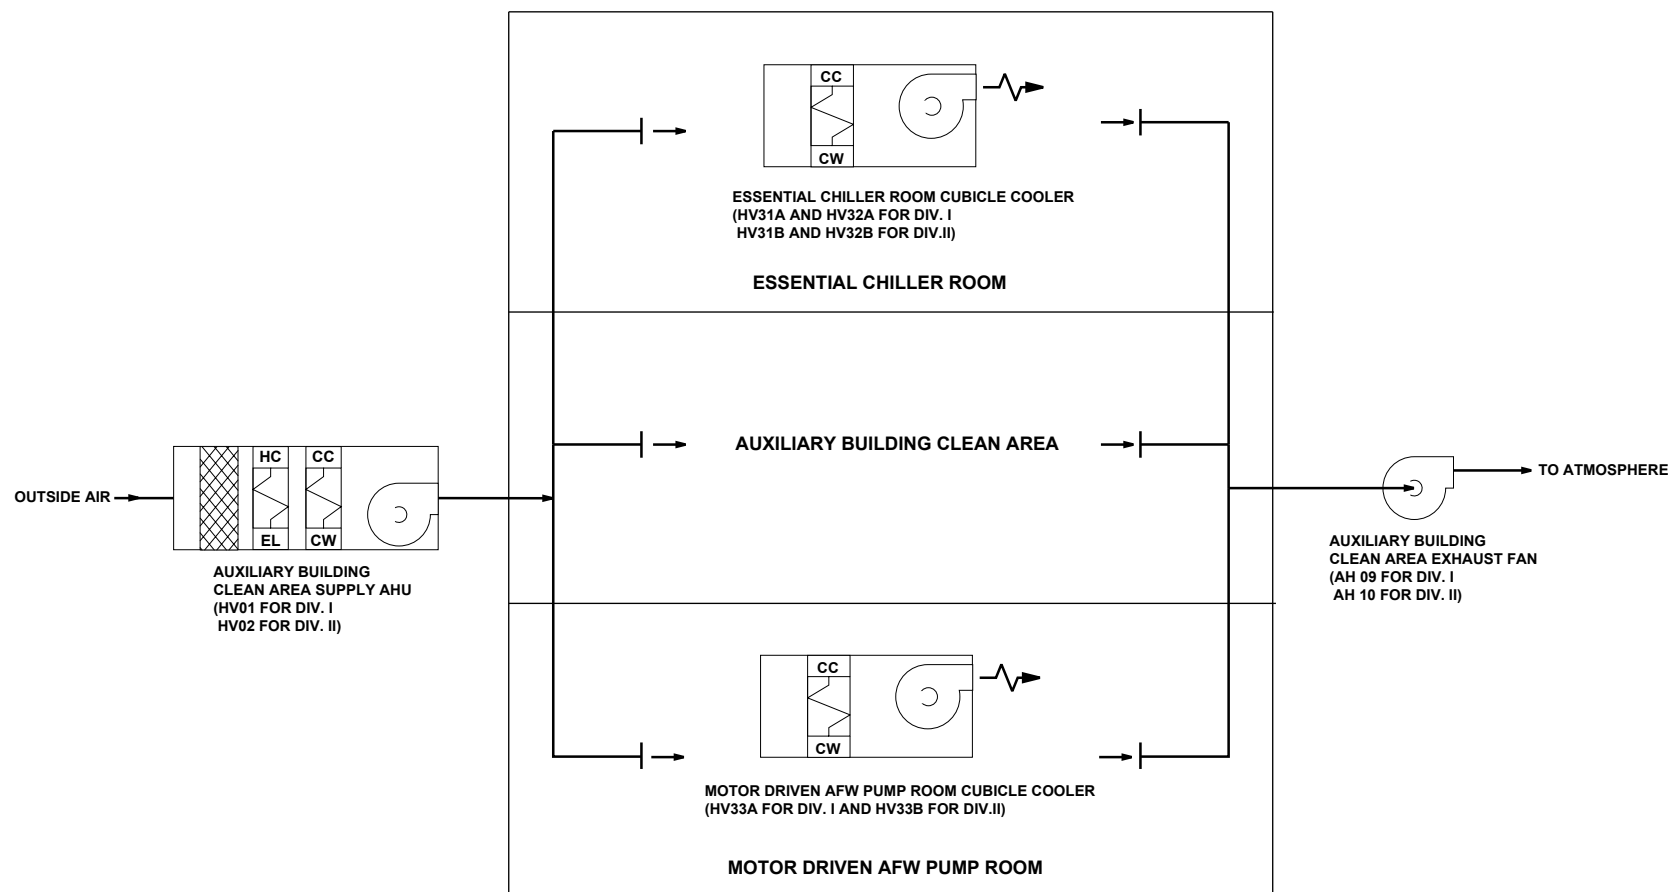 CC
CW
ESSENTIAL CHILLER ROOM CUBICLE COOLER
(HV31A AND HV32A FOR DIV. I
HV31B AND HV32B FOR DIV.II)
ESSENTIAL CHILLER ROOM
AUXILIARY BUILDING CLEAN AREA
OUTSIDE AIR
HC
CC
EL
CW
AUXILIARY BUILDING
CLEAN AREA SUPPLY AHU
(HV01 FOR DIV. I
HV02 FOR DIV. II)
TO ATMOSPHERE
AUXILIARY BUILDING
CLEAN AREA EXHAUST FAN
(AH 09 FOR DIV. I
AH 10 FOR DIV. II)
CC
CW
MOTOR DRIVEN AFW PUMP ROOM CUBICLE COOLER
(HV33A FOR DIV. I AND HV33B FOR DIV.II)
MOTOR DRIVEN AFW PUMP ROOM